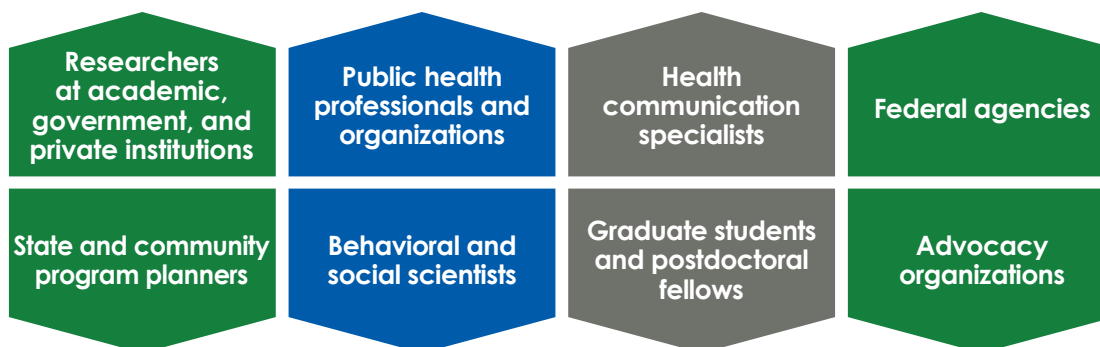 Researchers
at academic,
government, and
private institutions
Public health
professionals and
organizations
Health
communication
specialists
Federal agencies
State and community
program planners
Behavioral and
social scientists
Graduate students
and postdoctoral
fellows
Advocacy
organizations